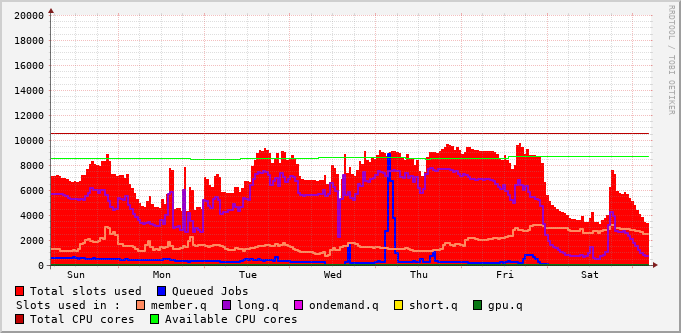 20000
18000
16000
14000
12000
10000
8000
6000
4000
2000
0
Sun Mon Tue Wed Thu Fri Sat
RRDTOOL / TOBI OETIKER
Total slots used Queued Jobs
Slots used in : member.q long.q ondemand.q short.q gpu.q
Total CPU cores Available CPU cores